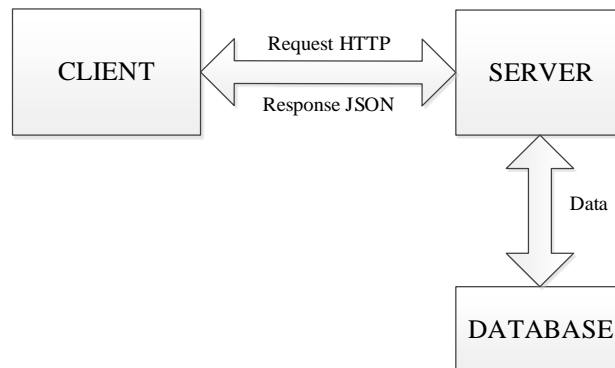 CLIENT
Request HTTP
Response JSON
SERVER
Data
DATABASE